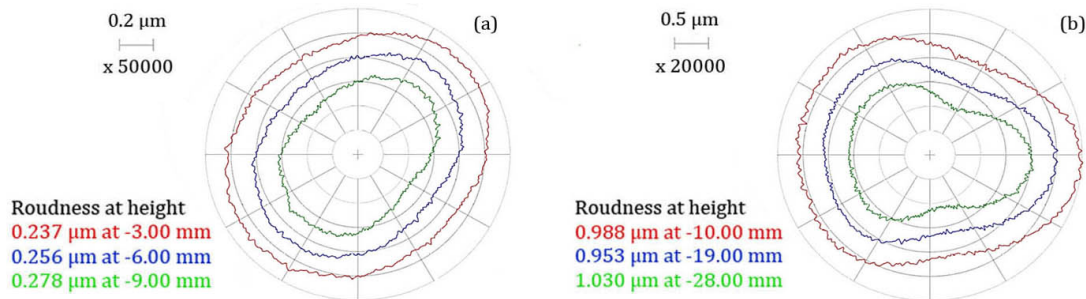 0.2 μm
x 50000
(a)
Roudness at height
0.237 μm at -3.00 mm
0.256 μm at -6.00 mm
0.278 μm at -9.00 mm
0.5 μm
x 20000
(b)
Roudness at height
0.988 μm at -10.00 mm
0.953 μm at -19.00 mm
1.030 μm at -28.00 mm